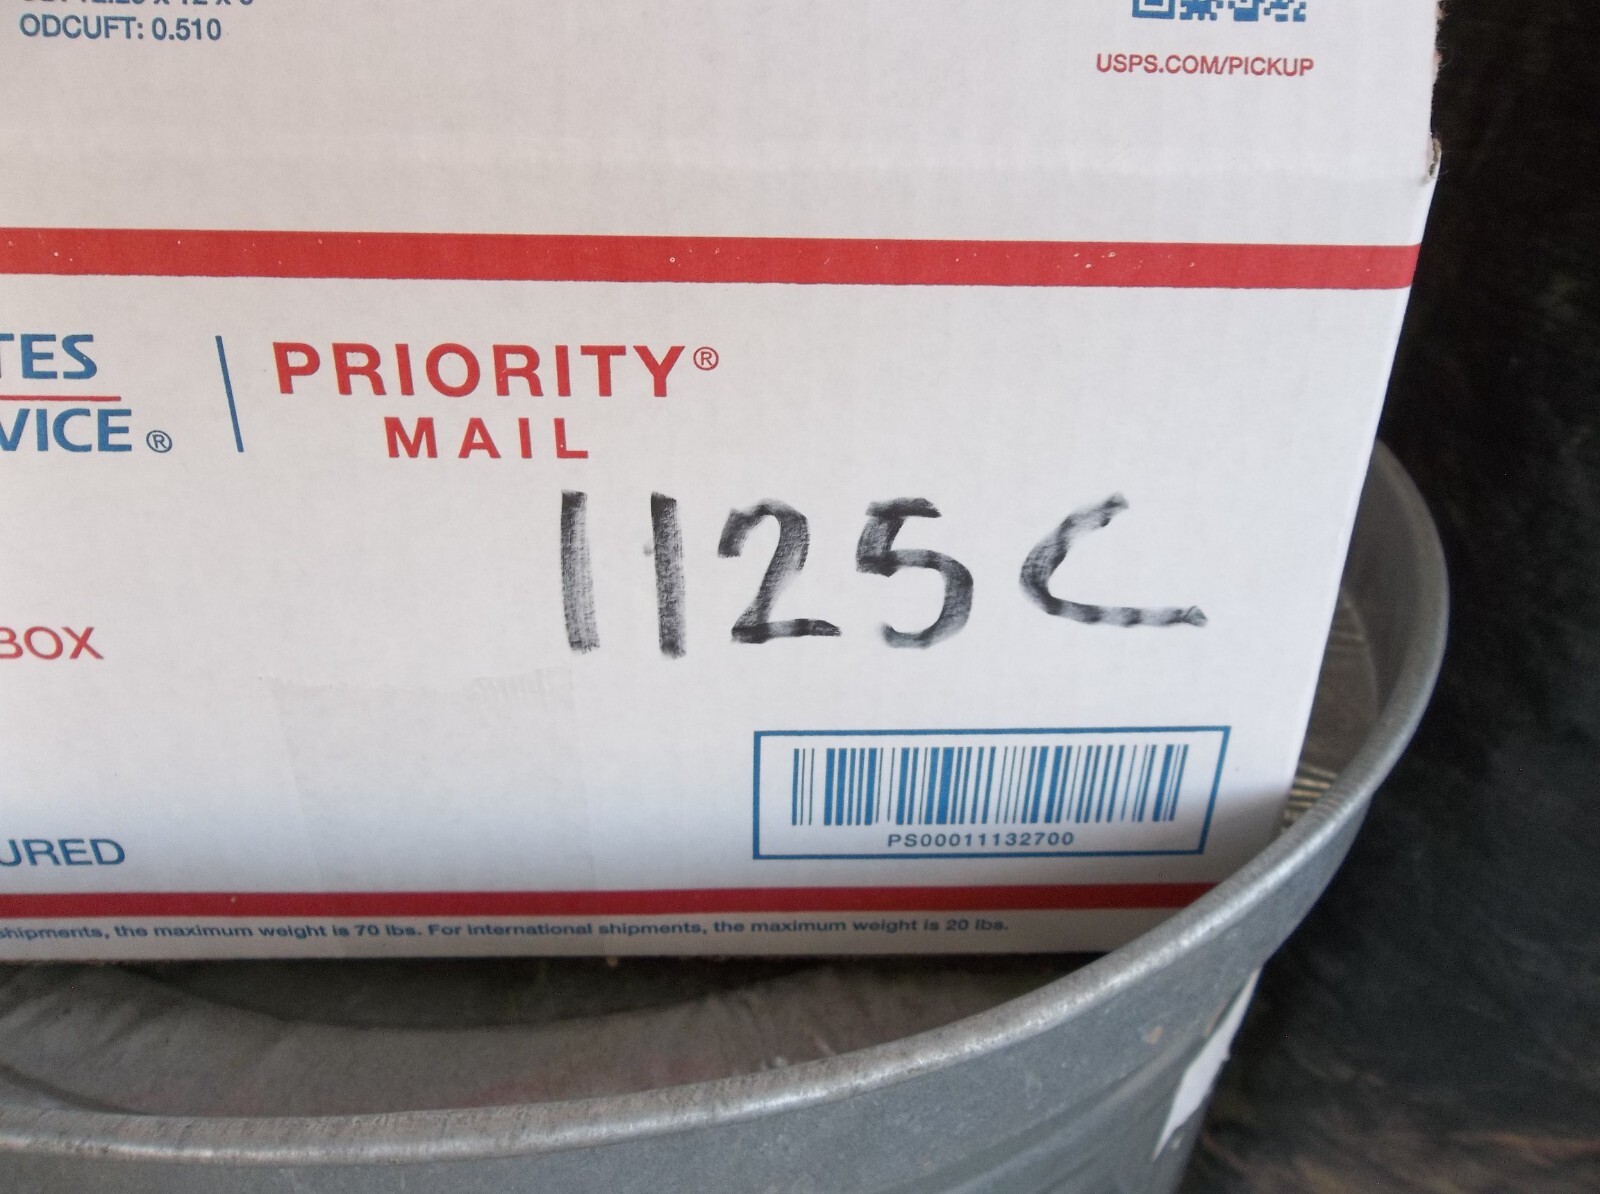 ODCUFT: 0.510
USPS.COM/PICKUP
TES
VICE®
PRIORITY®
MAIL
1125C
BOX
PS00011132700
URED
shipments, the maximum weight is 70 lbs. For international shipments, the maximum weight is 20 lbs.